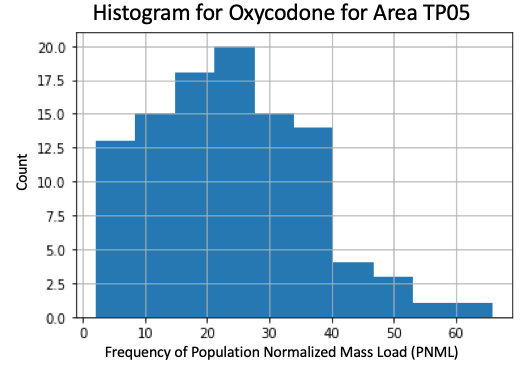 Histogram for Oxycodone for Area TP05
20.0
17.5
15.0
12.5
10.0
7.5
5.0
2.5
0.0
Count
0 10 20 30 40 50 60
Frequency of Population Normalized Mass Load (PNML)